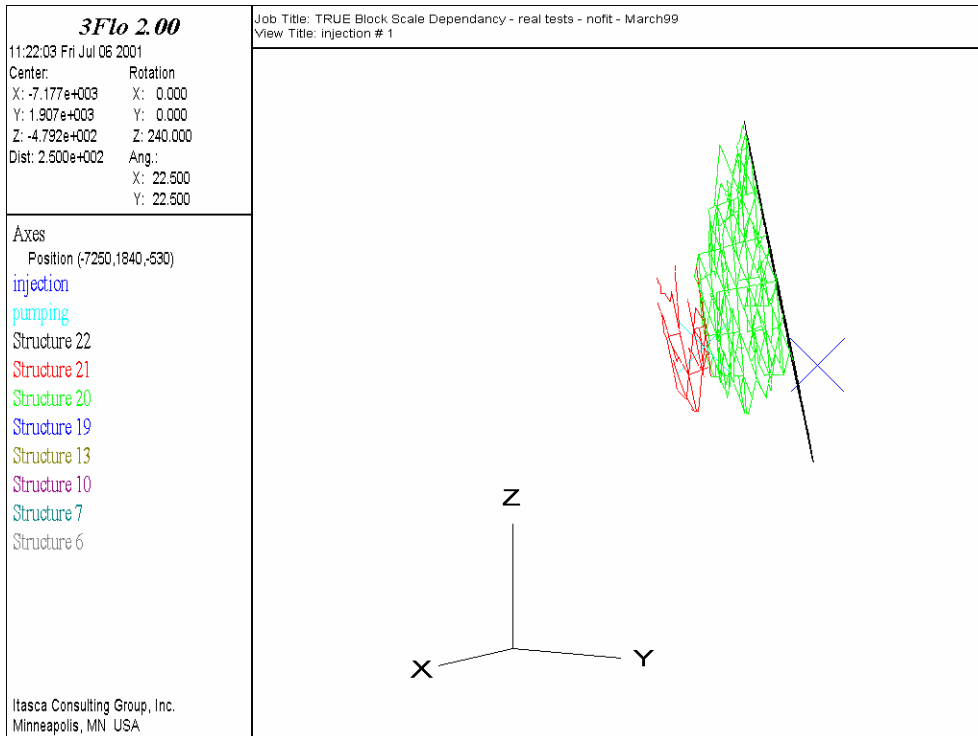 3Flo 2.00
Job Title: TRUE Block Scale Dependancy - real tests - nofit - March99
View Title: injection # 1
11:22:03 Fri Jul 06 2001
Center: Rotation
X: -7.177e+003 X: 0.000
Y: 1.907e+003 Y: 0.000
Z: -4.792e+002 Z: 240.000
Dist: 2.500e+002 Ang.:
X: 22.500
Y: 22.500
Axes
Position (-7250,1840,-530)
injection
pumping
Structure 22
Structure 21
Structure 20
Structure 19
Structure 13
Structure 10
Structure 7
Structure 6
Z
X
Y
Itasca Consulting Group, Inc.
Minneapolis, MN USA